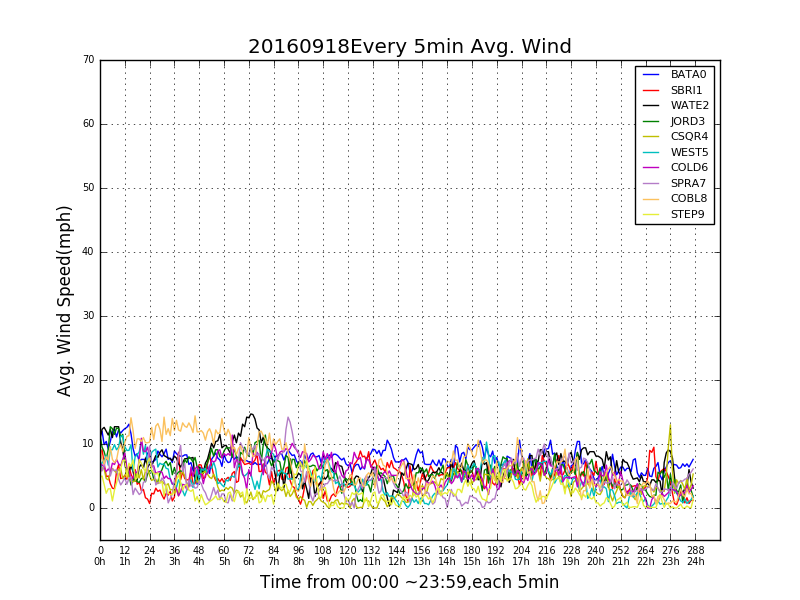 20160918Every 5min Avg. Wind
70
60
50
40
30
20
10
0
Avg. Wind Speed(mph)
BATA0
SBRI1
WATE2
JORD3
CSQR4
WEST5
COLD6
SPRA7
COBL8
STEP9
0 12 24 36 48 60 72 84 96 108 120 132 144 156 168 180 192 204 216 228 240 252 264 276 288
0h 1h 2h 3h 4h 5h 6h 7h 8h 9h 10h 11h 12h 13h 14h 15h 16h 17h 18h 19h 20h 21h 22h 23h 24h
Time from 00:00 ~23:59,each 5min